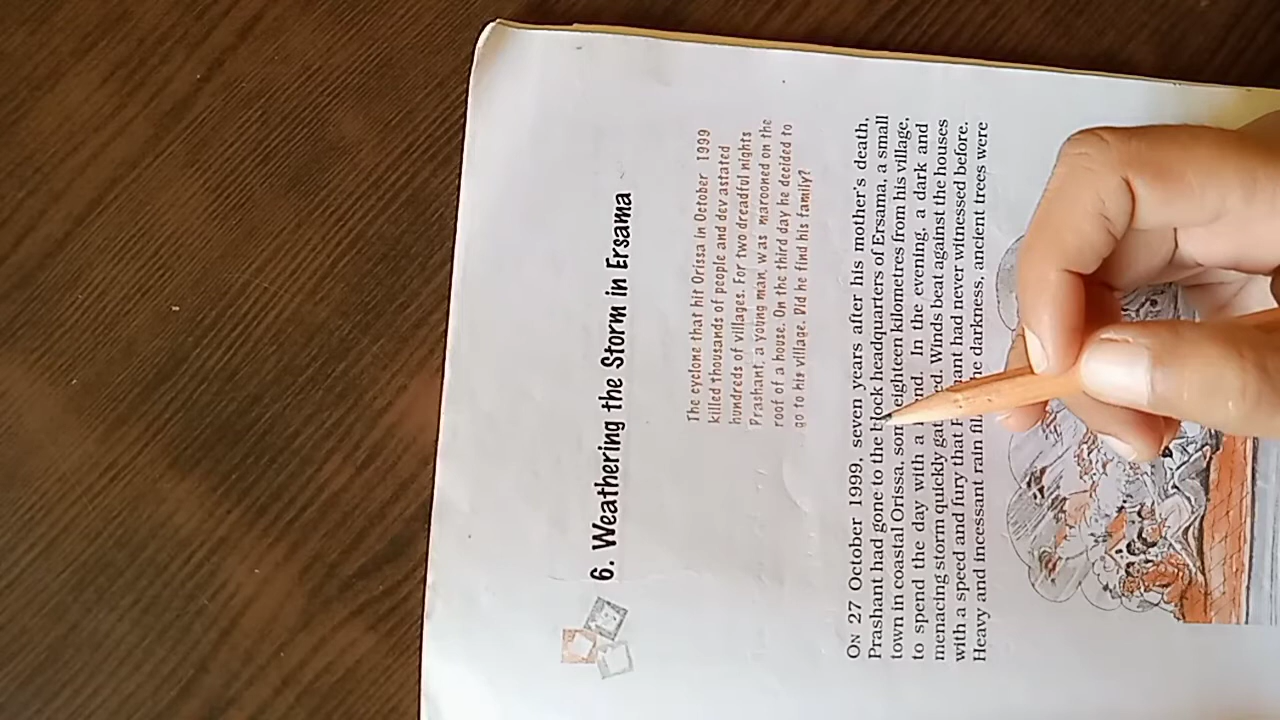 6. Weathering the Storm in Ersama
The cyclone that hit Orissa in October 1999
killed thousands of people and devastated
hundreds of villages. For two dreadful nights
Prashant, a young man, was marooned on the
roof of a house. On the third day he decided to
go to his village. Did he find his family?
ON 27 October 1999, seven years after his mother's death,
Prashant had gone to the block headquarters of Ersama, a small
town in coastal Orissa, some eighteen kilometres from his village,
to spend the day with a In the evening, a dark and
menacing storm quickly Winds beat against the houses
with a speed and fury that had never witnessed before.
Heavy and incessant rain darkness, ancient trees were